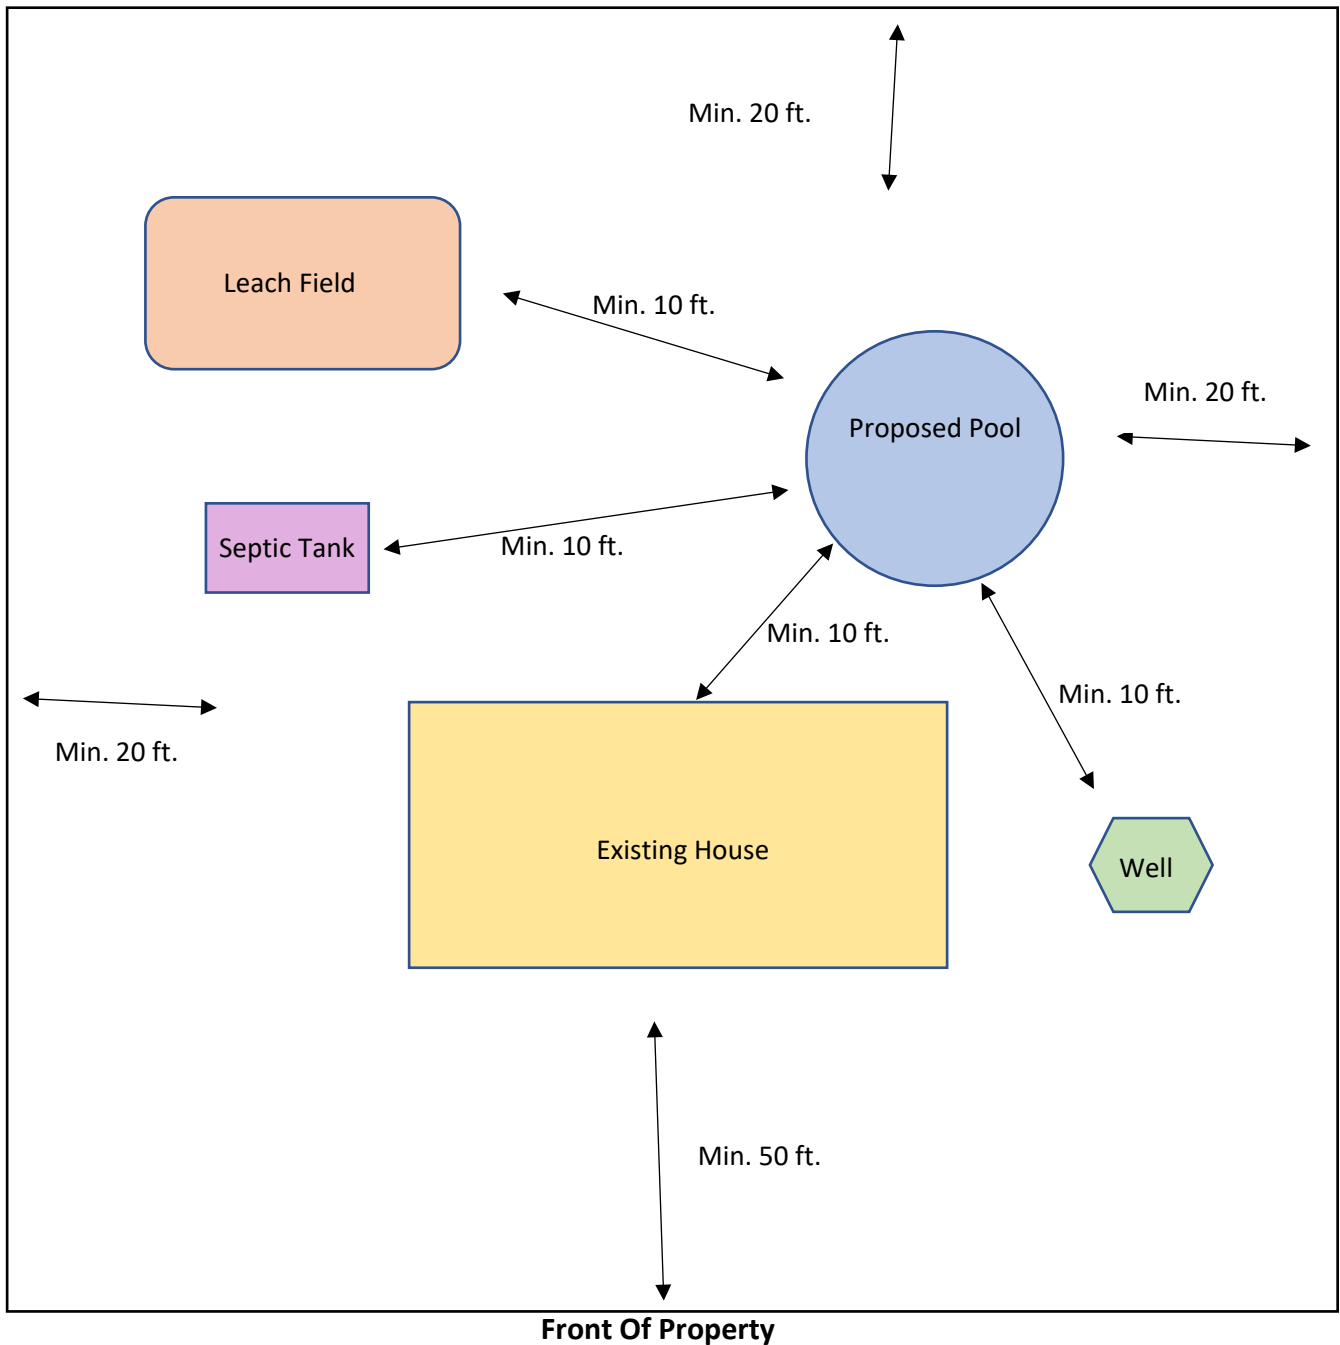 Min. 20 ft.
Leach Field
Min. 10 ft.
Min. 20 ft.
Proposed Pool
Septic Tank
Min. 10 ft.
Min. 10 ft.
Min. 10 ft.
Min. 20 ft.
Existing House
Well
Min. 50 ft.
Front Of Property